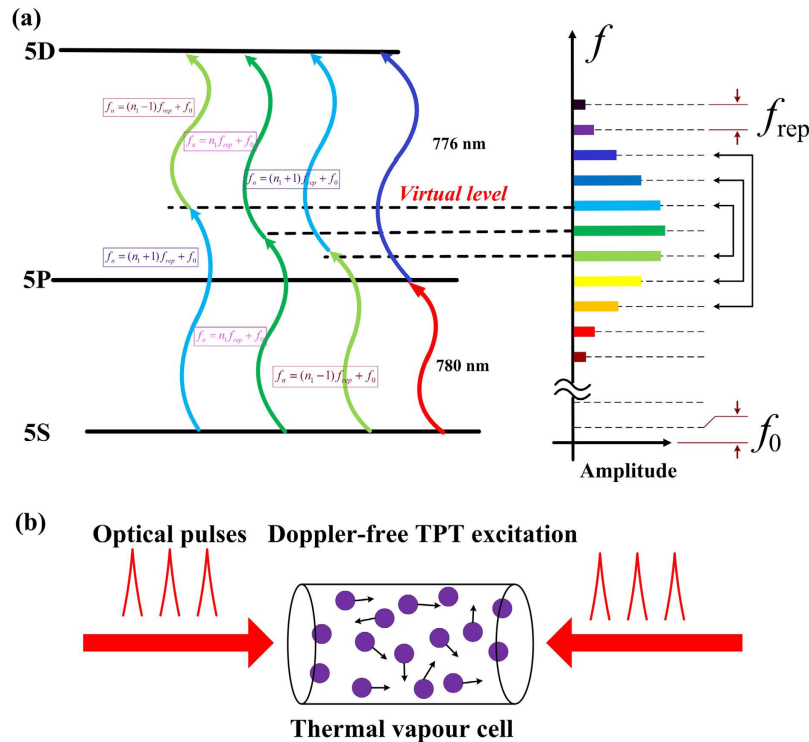 (a)
5D
f
f_n = (n_1−1)f_rep + f_0
f_n = n_1 f_rep + f_0
776 nm
f_rep
f_n = (n_1+1)f_rep + f_0
Virtual level
f_n = (n_1+1)f_rep + f_0
5P
f_n = n_1 f_rep + f_0
780 nm
f_n = (n_1−1)f_rep + f_0
5S
f_0
Amplitude
(b)
Optical pulses
Doppler-free TPT excitation
Thermal vapour cell